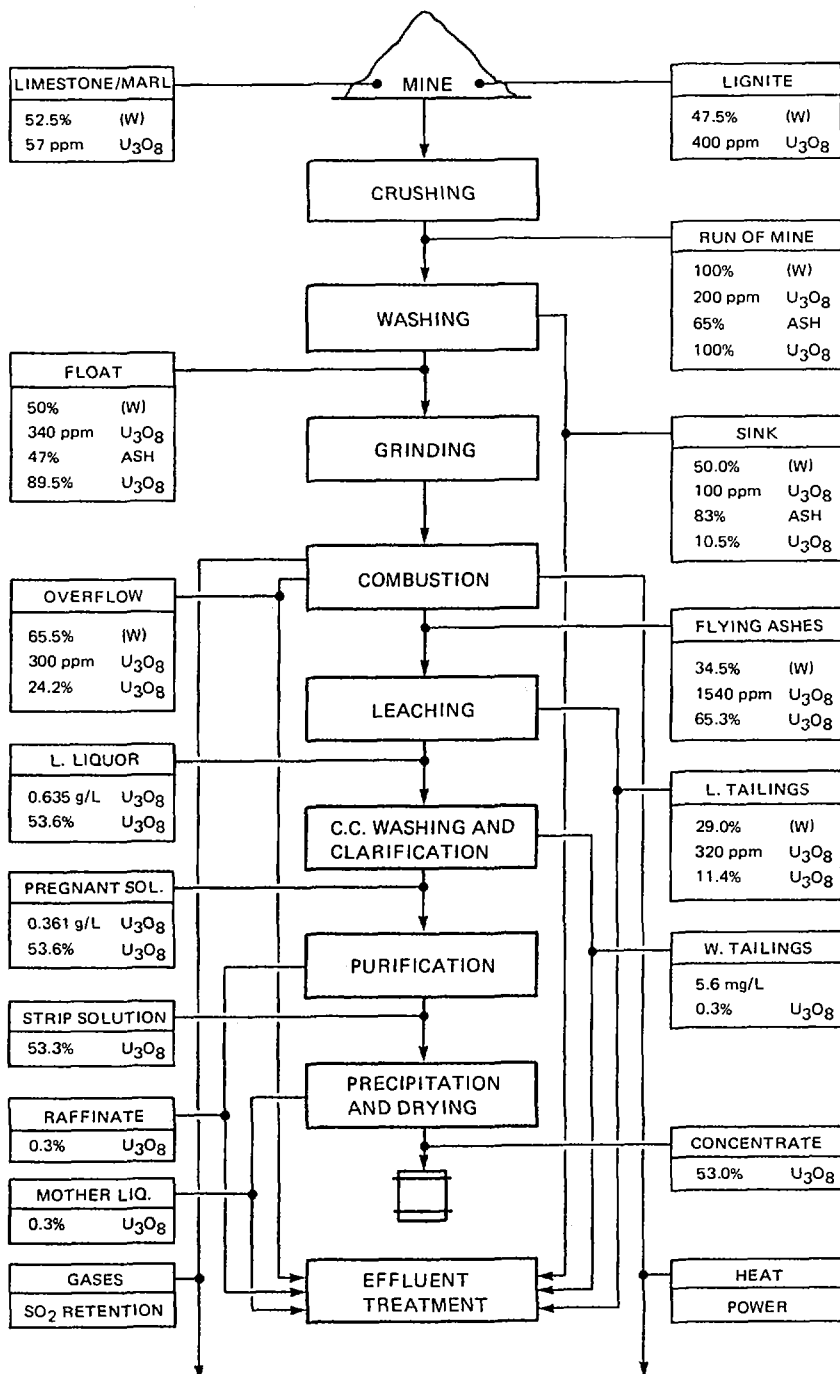 LIMESTONE/MARL
52.5% (W)
57 ppm U3O8
MINE
LIGNITE
47.5% (W)
400 ppm U3O8
CRUSHING
RUN OF MINE
100% (W)
200 ppm U3O8
65% ASH
100% U3O8
WASHING
FLOAT
50% (W)
340 ppm U3O8
47% ASH
89.5% U3O8
GRINDING
SINK
50.0% (W)
100 ppm U3O8
83% ASH
10.5% U3O8
COMBUSTION
OVERFLOW
65.5% (W)
300 ppm U3O8
24.2% U3O8
FLYING ASHES
34.5% (W)
1540 ppm U3O8
65.3% U3O8
LEACHING
L. LIQUOR
0.635 g/L U3O8
53.6% U3O8
L. TAILINGS
29.0% (W)
320 ppm U3O8
11.4% U3O8
C.C. WASHING AND
CLARIFICATION
PREGNANT SOL.
0.361 g/L U3O8
53.6% U3O8
W. TAILINGS
5.6 mg/L
0.3% U3O8
PURIFICATION
STRIP SOLUTION
53.3% U3O8
PRECIPITATION
AND DRYING
RAFFINATE
0.3% U3O8
CONCENTRATE
53.0% U3O8
MOTHER LIQ.
0.3% U3O8
GASES
SO2 RETENTION
EFFLUENT
TREATMENT
HEAT
POWER